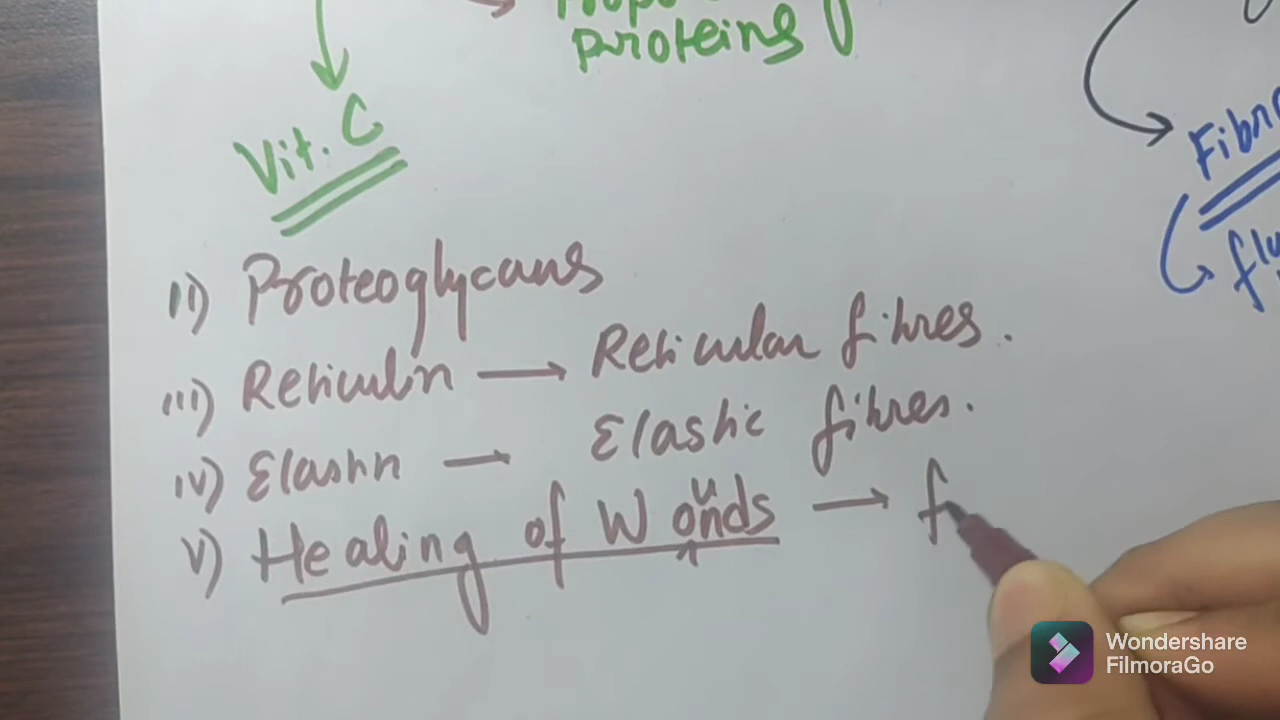 Proteins
Vit. C
ii) Proteoglycans
iii) Reticulin → Reticular fibres.
iv) Elastin → Elastic fibres.
v) Healing of Wounds → f
Wondershare
FilmoraGo